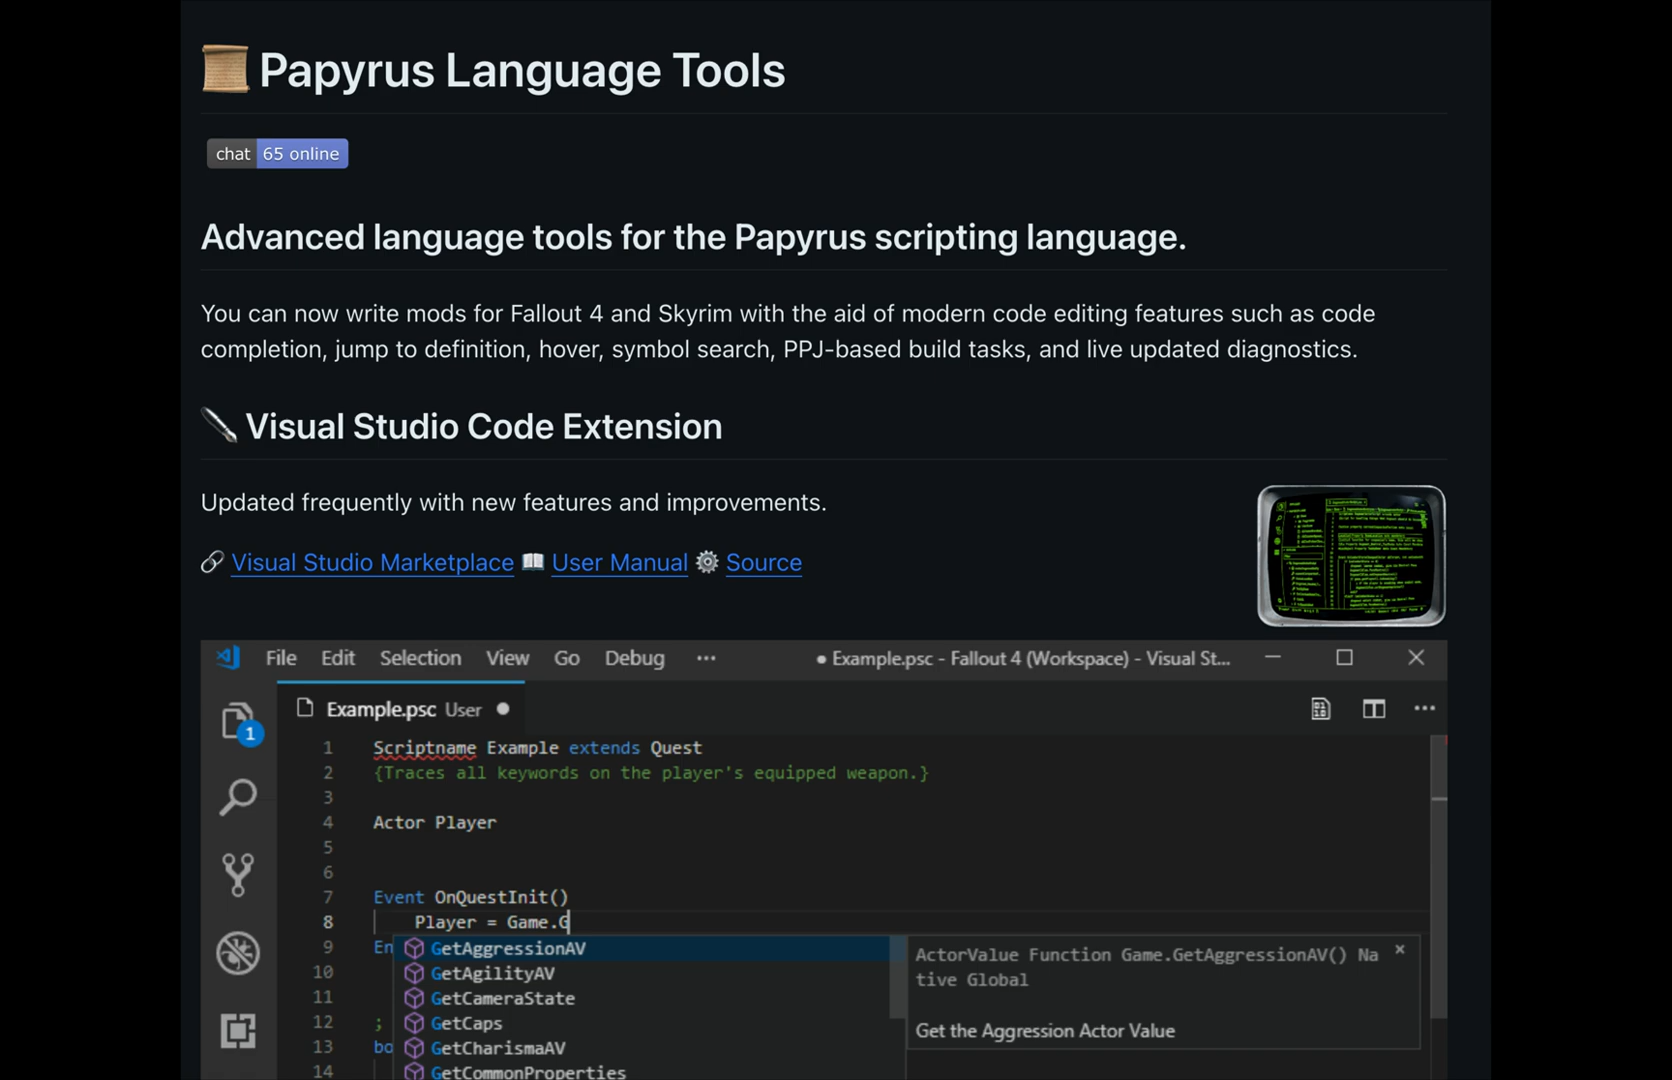 Papyrus Language Tools
chat 65 online
Advanced language tools for the Papyrus scripting language.
You can now write mods for Fallout 4 and Skyrim with the aid of modern code editing features such as code
completion, jump to definition, hover, symbol search, PPJ-based build tasks, and live updated diagnostics.
Visual Studio Code Extension
Updated frequently with new features and improvements.
Visual Studio Marketplace User Manual Source
File Edit Selection View Go Debug ··· ● Example.psc - Fallout 4 (Workspace) - Visual St...
1
Example.psc User ●
1 Scriptname Example extends Quest
2 {Traces all keywords on the player's equipped weapon.}
3
4 Actor Player
5
6
7 Event OnQuestInit()
8 Player = Game.G
9 En GetAggressionAV
10 GetAgilityAV
11 GetCameraState
12 ; GetCaps
13 bo GetCharismaAV
14 GetCommonProperties
ActorValue Function Game.GetAggressionAV() Na
tive Global
Get the Aggression Actor Value